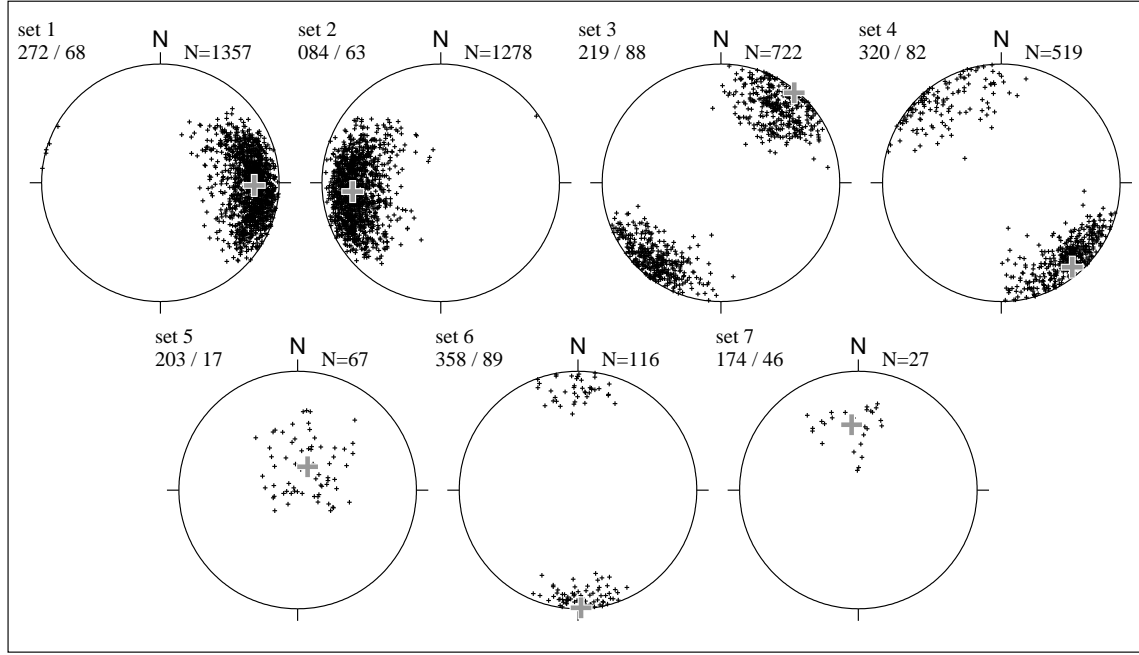 set 1
272 / 68
N
N=1357
set 2
084 / 63
N
N=1278
set 3
219 / 88
N
N=722
set 4
320 / 82
N
N=519
set 5
203 / 17
N
N=67
set 6
358 / 89
N
N=116
set 7
174 / 46
N
N=27